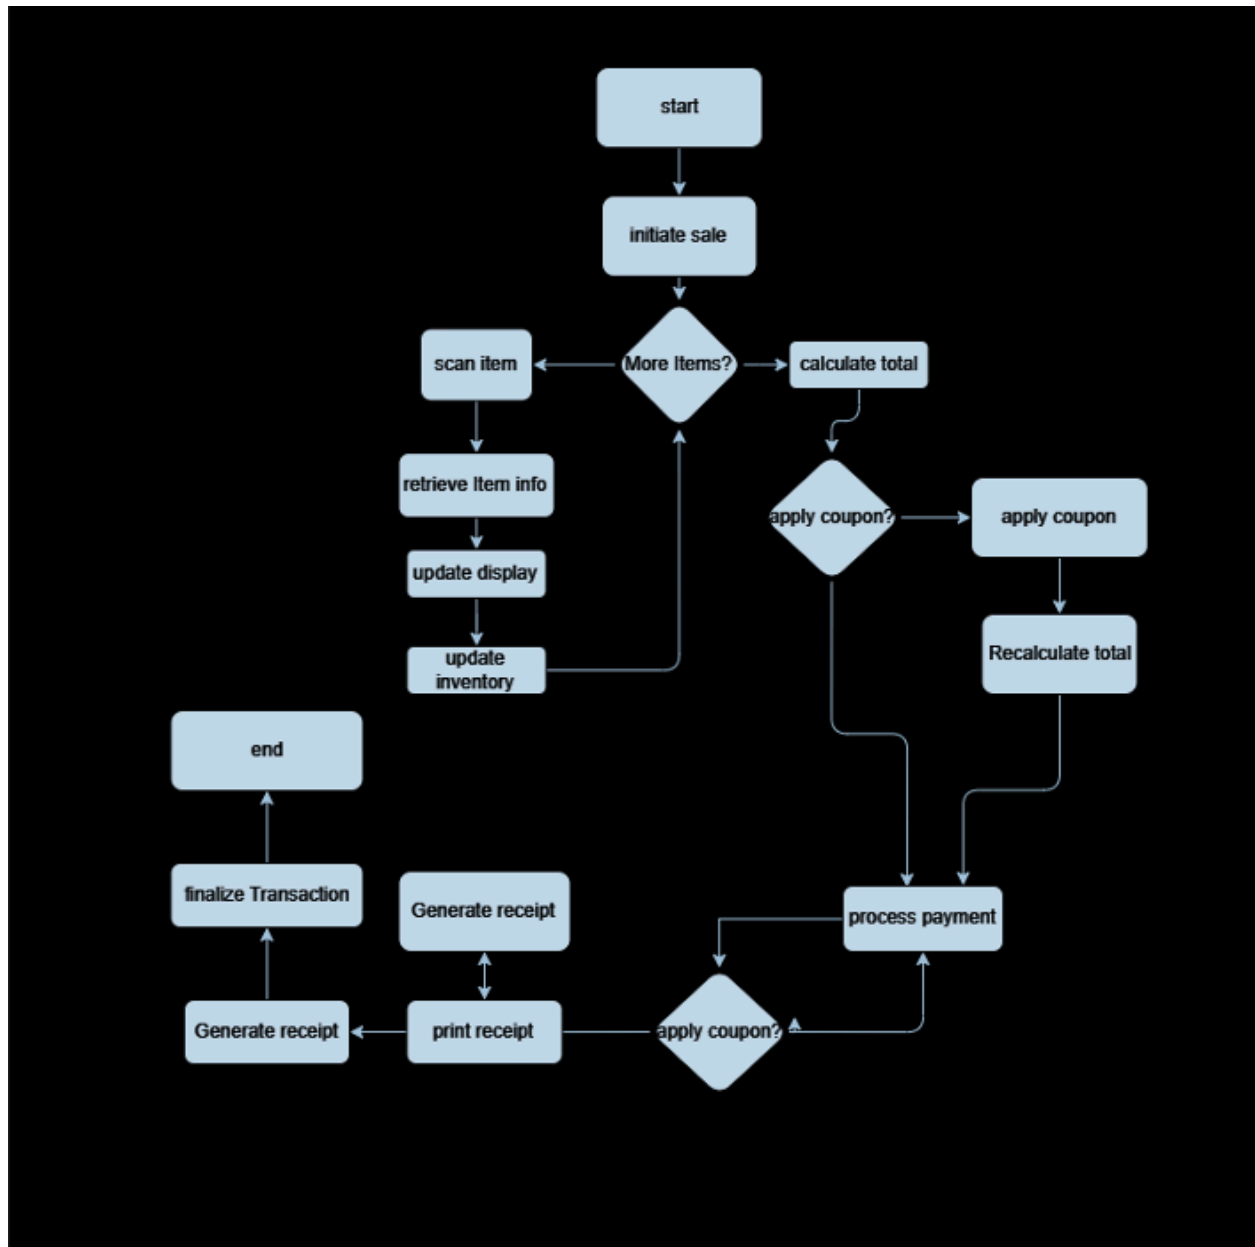 start
initiate sale
More Items?
scan item
calculate total
retrieve Item info
apply coupon?
apply coupon
update display
update
inventory
Recalculate total
end
finalize Transaction
Generate receipt
process payment
Generate receipt
print receipt
apply coupon?